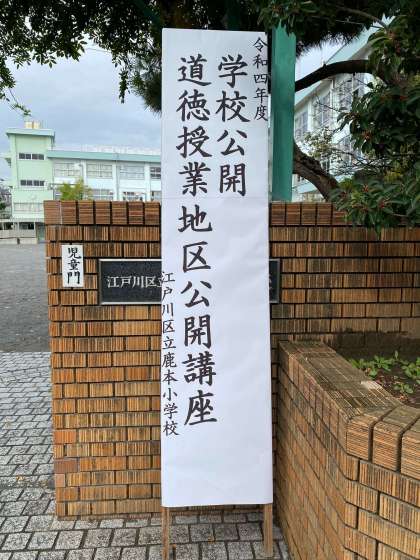 令和四年度
学校公開
道徳授業地区公開講座
江戸川区立鹿本小学校
児童門
江戸川区